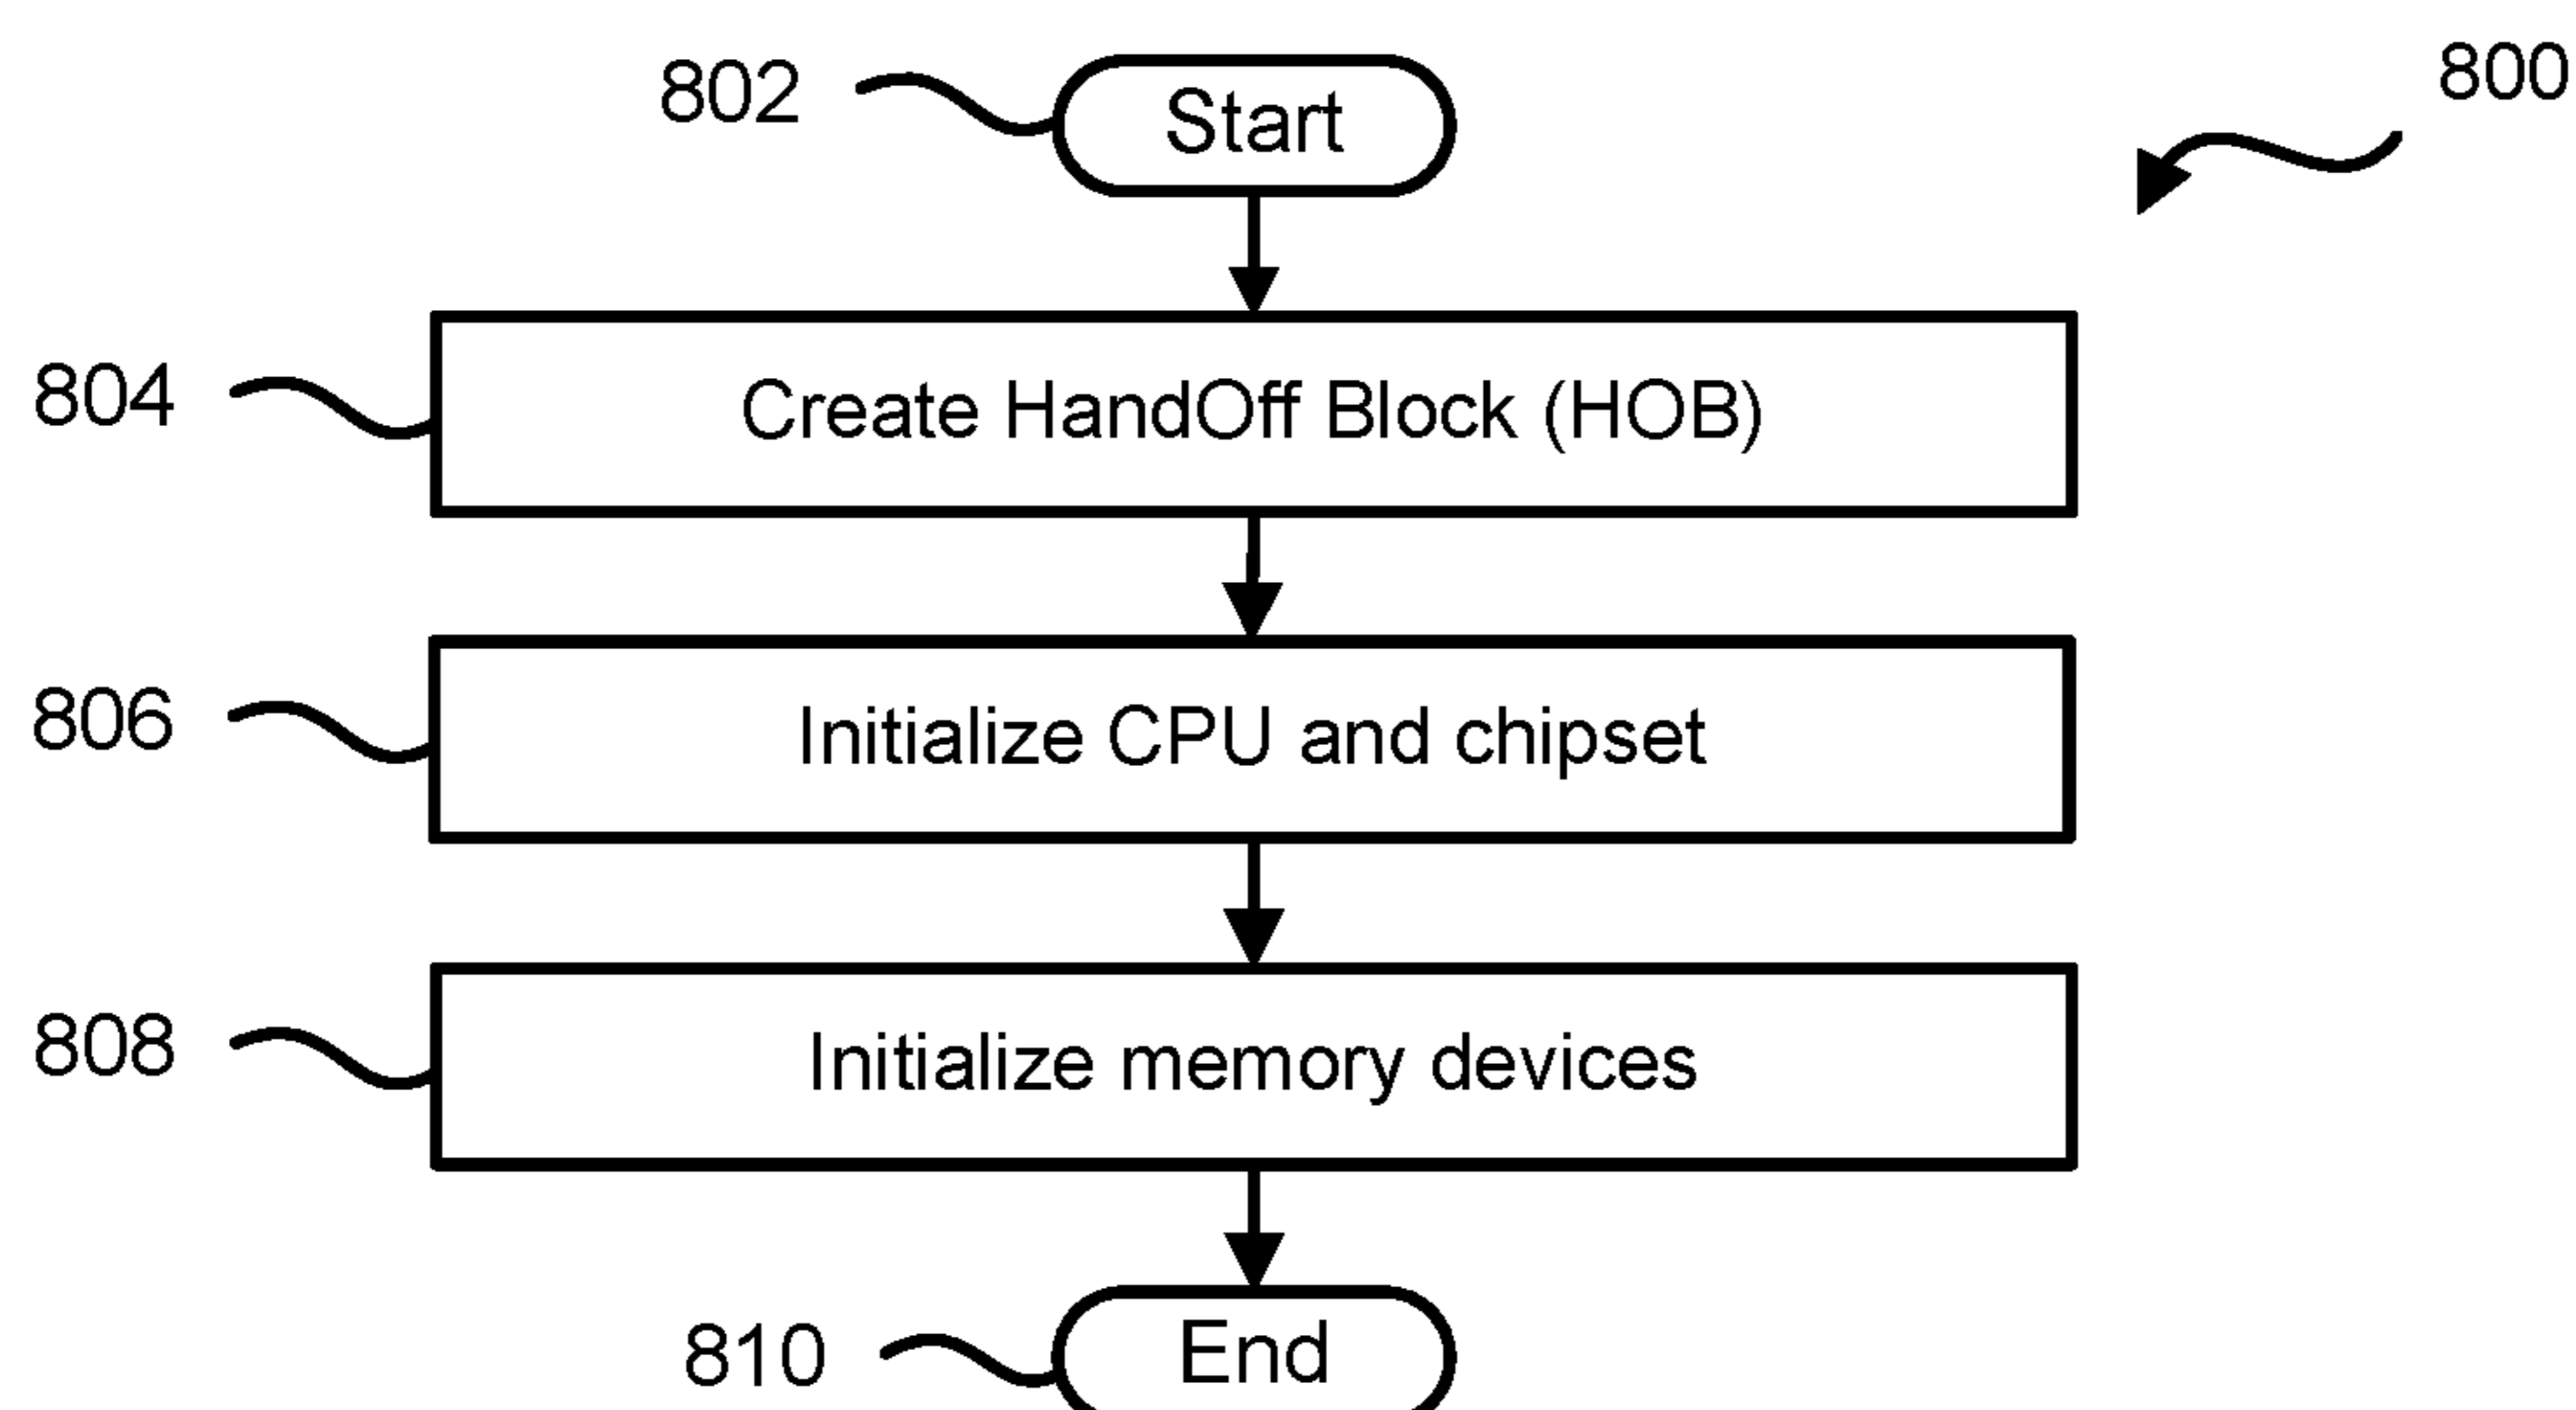 802 Start 800
804 Create HandOff Block (HOB)
806 Initialize CPU and chipset
808 Initialize memory devices
810 End